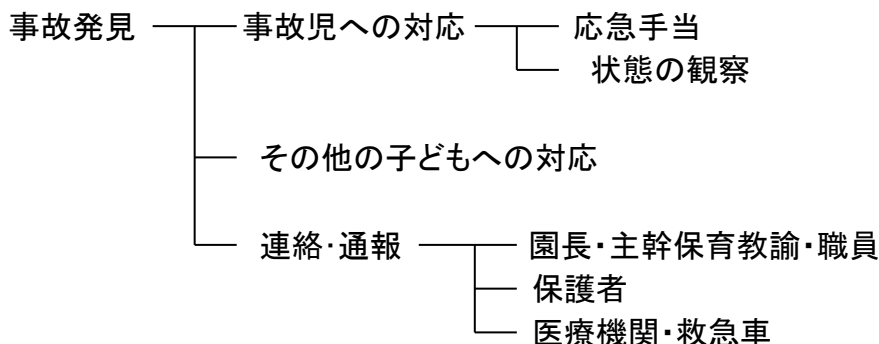 事故発見 事故児への対応 応急手当
状態の観察
その他の子どもへの対応
連絡・通報 園長・主幹保育教諭・職員
保護者
医療機関・救急車